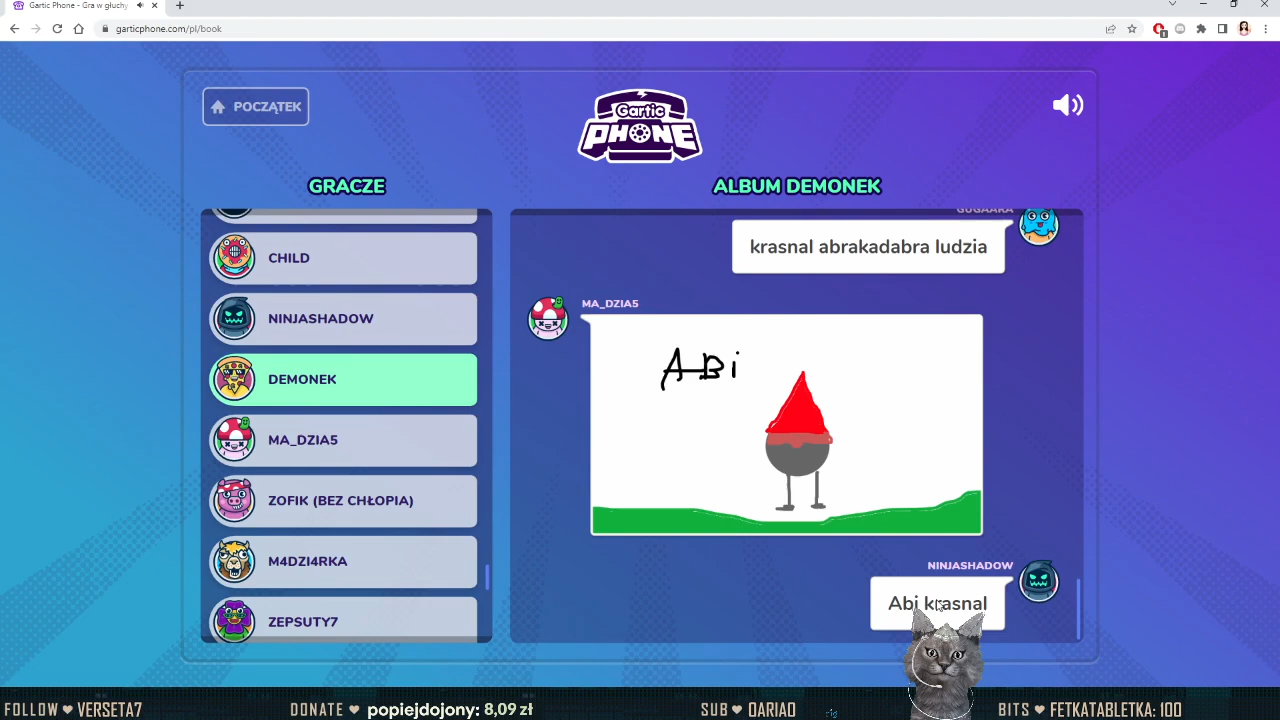 Gartic Phone - Gra w głuchy
garticphone.com/pl/book
POCZĄTEK
Gartic
PHONE
GRACZE
CHILD
NINJASHADOW
DEMONEK
MA_DZIA5
ZOFIK (BEZ CHŁOPIA)
M4DZI4RKA
ZEPSUTY7
ALBUM DEMONEK
GUGAARA
krasnal abrakadabra ludzia
MA_DZIA5
ABi
NINJASHADOW
Abi krasnal
FOLLOW ♥ VERSETA7
DONATE ♥ popiejdojony: 8,09 zł
SUB ♥ OARIAO
BITS ♥ FETKATABLETKA: 100